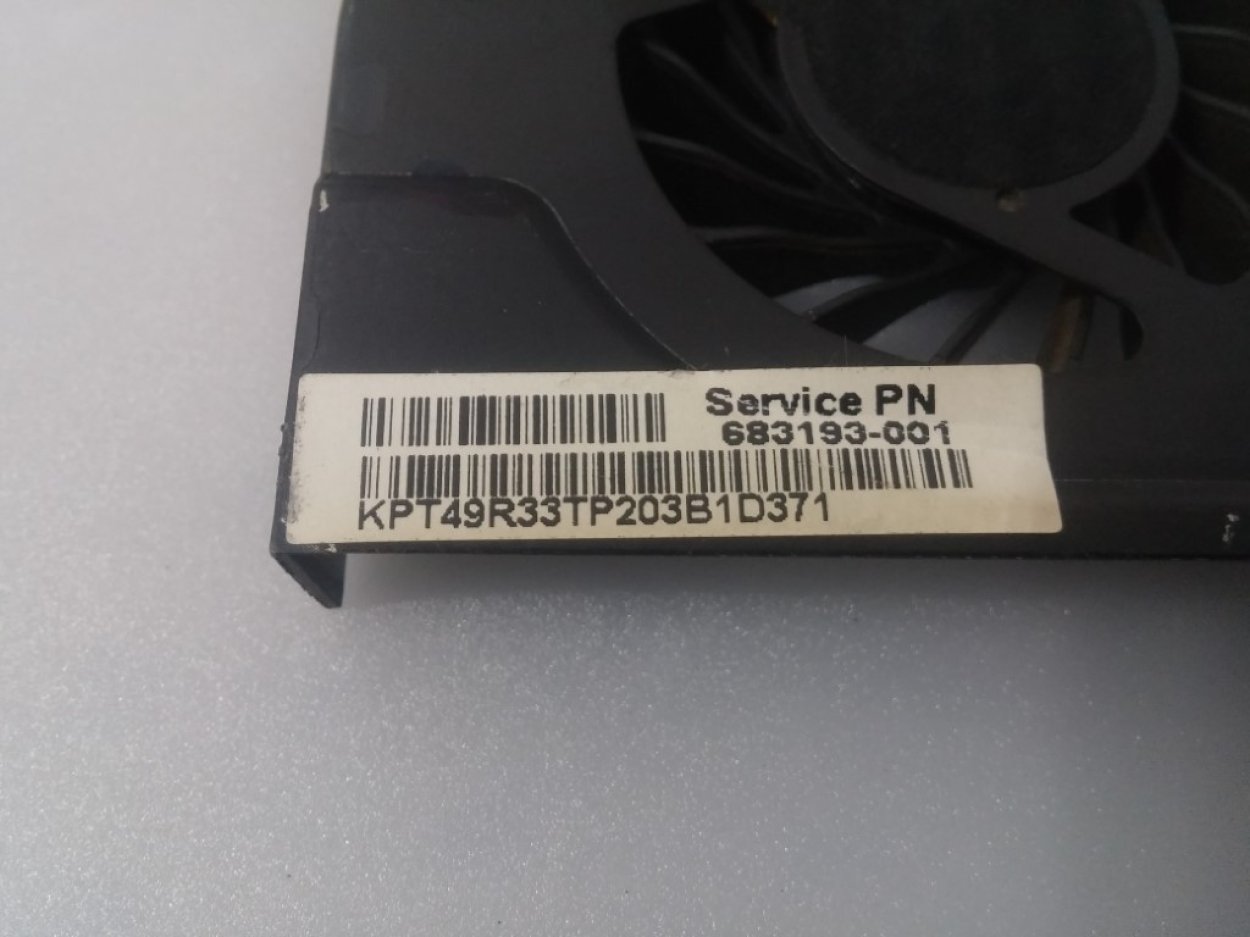 Service PN
683193-001
KPT49R33TP203B1D371